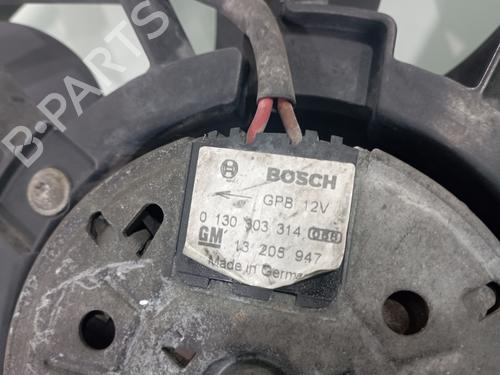 BOSCH
GPB 12V
0 130 303 314
GM 13 205 947
Made in Germany
B-PARTS